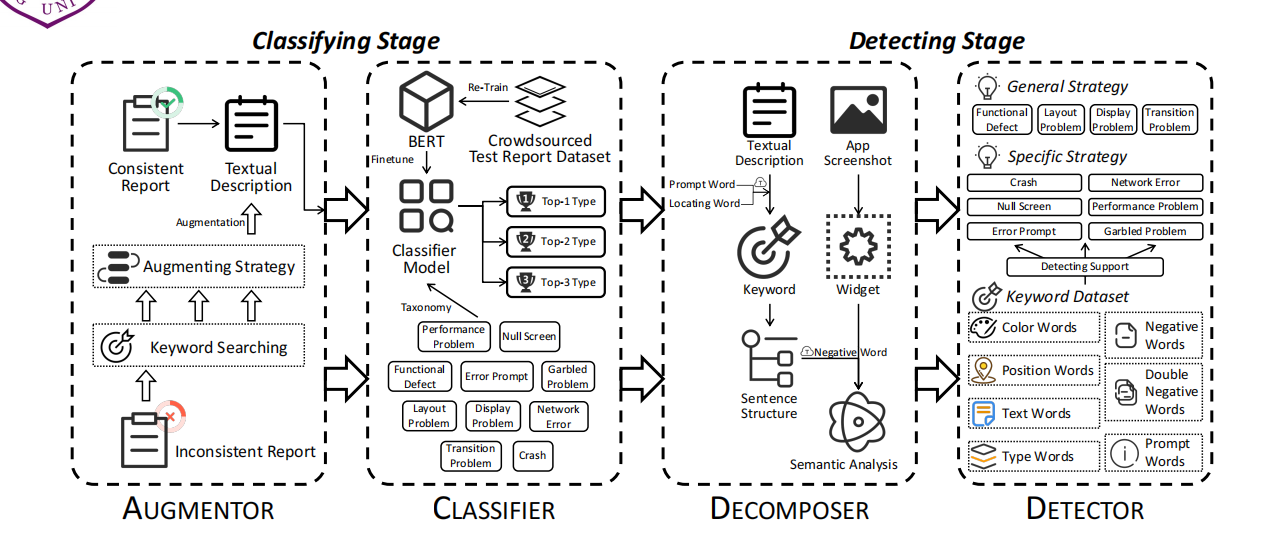 G UNI
Classifying Stage
Detecting Stage
Consistent
Report
Textual
Description
Augmentation
Augmenting Strategy
Keyword Searching
Inconsistent Report
AUGMENTOR
Re-Train
BERT
Crowdsourced
Test Report Dataset
Finetune
Classifier
Model
1
Top-1 Type
2
Top-2 Type
3
Top-3 Type
Taxonomy
Performance
Problem
Null Screen
Functional
Defect
Error Prompt
Garbled
Problem
Layout
Problem
Display
Problem
Network
Error
Transition
Problem
Crash
CLASSIFIER
Textual
Description
App
Screenshot
Prompt Word
Locating Word
T
Keyword
Widget
T
Negative Word
Sentence
Structure
Semantic Analysis
DECOMPOSER
General Strategy
Functional
Defect
Layout
Problem
Display
Problem
Transition
Problem
Specific Strategy
Crash
Network Error
Null Screen
Performance Problem
Error Prompt
Garbled Problem
Detecting Support
Keyword Dataset
Color Words
Position Words
Text Words
Type Words
Negative
Words
Double
Negative
Words
Prompt
Words
DETECTOR